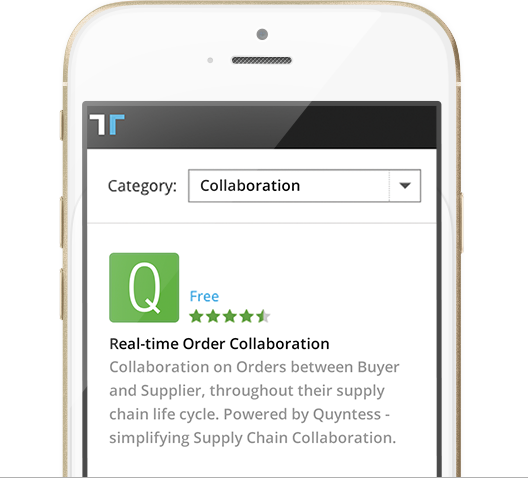 Category: Collaboration
Q
Free
Real-time Order Collaboration
Collaboration on Orders between Buyer
and Supplier, throughout their supply
chain life cycle. Powered by Quyntess -
simplifying Supply Chain Collaboration.